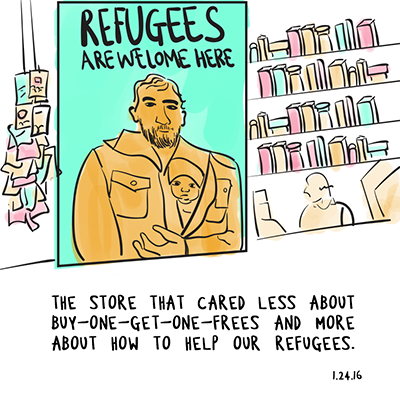 REFUGEES
ARE WELOME HERE
THE STORE THAT CARED LESS ABOUT
BUY-ONE-GET-ONE-FREES AND MORE
ABOUT HOW TO HELP OUR REFUGEES.
1.24.16